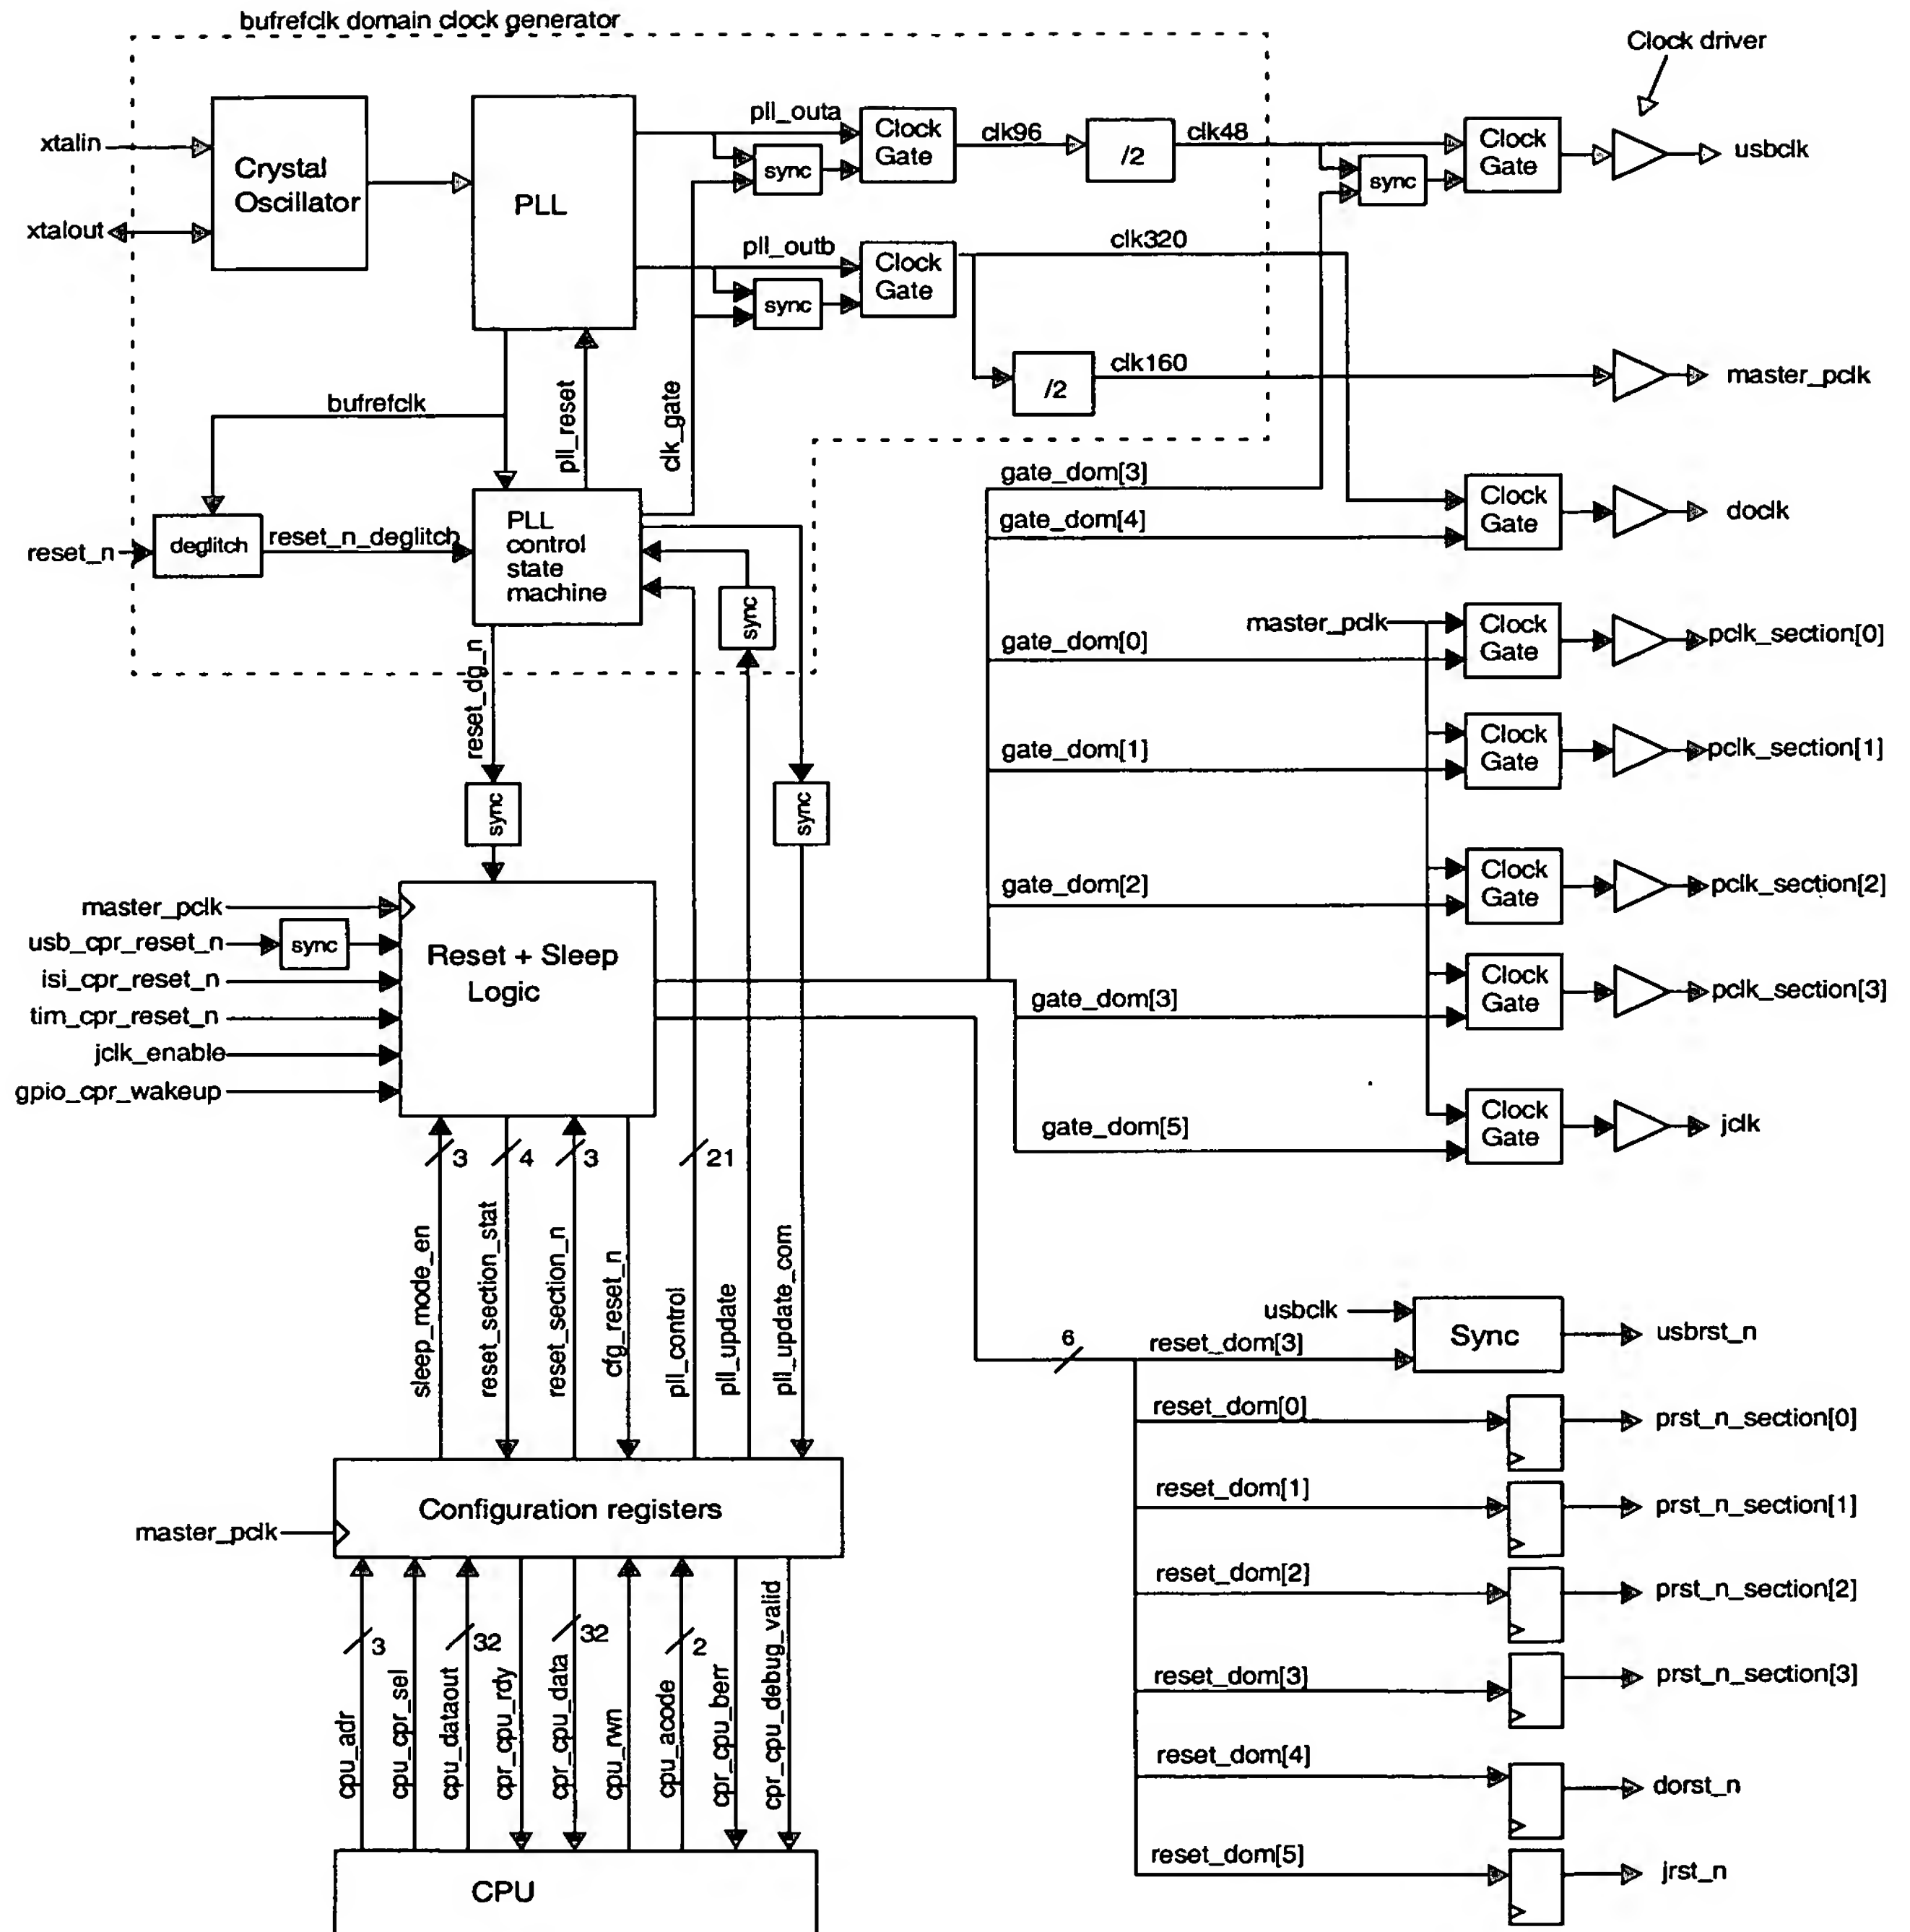 bufrefclk domain clock generator
Clock driver
xtalin
xtalout
Crystal
Oscillator
PLL
pll_outa
sync
Clock
Gate
clk96
/2
clk48
sync
Clock
Gate
usbclk
pll_outb
sync
Clock
Gate
clk320
/2
clk160
master_pclk
bufrefclk
pll_reset
clk_gate
reset_n
deglitch
reset_n_deglitch
PLL
control
state
machine
sync
reset_dg_n
sync
sync
gate_dom[3]
gate_dom[4]
Clock
Gate
doclk
master_pclk
gate_dom[0]
Clock
Gate
pclk_section[0]
gate_dom[1]
Clock
Gate
pclk_section[1]
gate_dom[2]
Clock
Gate
pclk_section[2]
gate_dom[3]
Clock
Gate
pclk_section[3]
gate_dom[5]
Clock
Gate
jclk
master_pclk
usb_cpr_reset_n
sync
isi_cpr_reset_n
tim_cpr_reset_n
jclk_enable
gpio_cpr_wakeup
Reset + Sleep
Logic
3
4
3
21
sleep_mode_en
reset_section_stat
reset_section_n
cfg_reset_n
pll_control
pll_update
pll_update_com
master_pclk
Configuration registers
3
32
32
2
cpu_adr
cpu_cpr_sel
cpu_dataout
cpr_cpu_rdy
cpr_cpu_data
cpu_rwn
cpu_acode
cpr_cpu_berr
cpr_cpu_debug_valid
CPU
6
usbclk
reset_dom[3]
Sync
usbrst_n
reset_dom[0]
prst_n_section[0]
reset_dom[1]
prst_n_section[1]
reset_dom[2]
prst_n_section[2]
reset_dom[3]
prst_n_section[3]
reset_dom[4]
dorst_n
reset_dom[5]
jrst_n